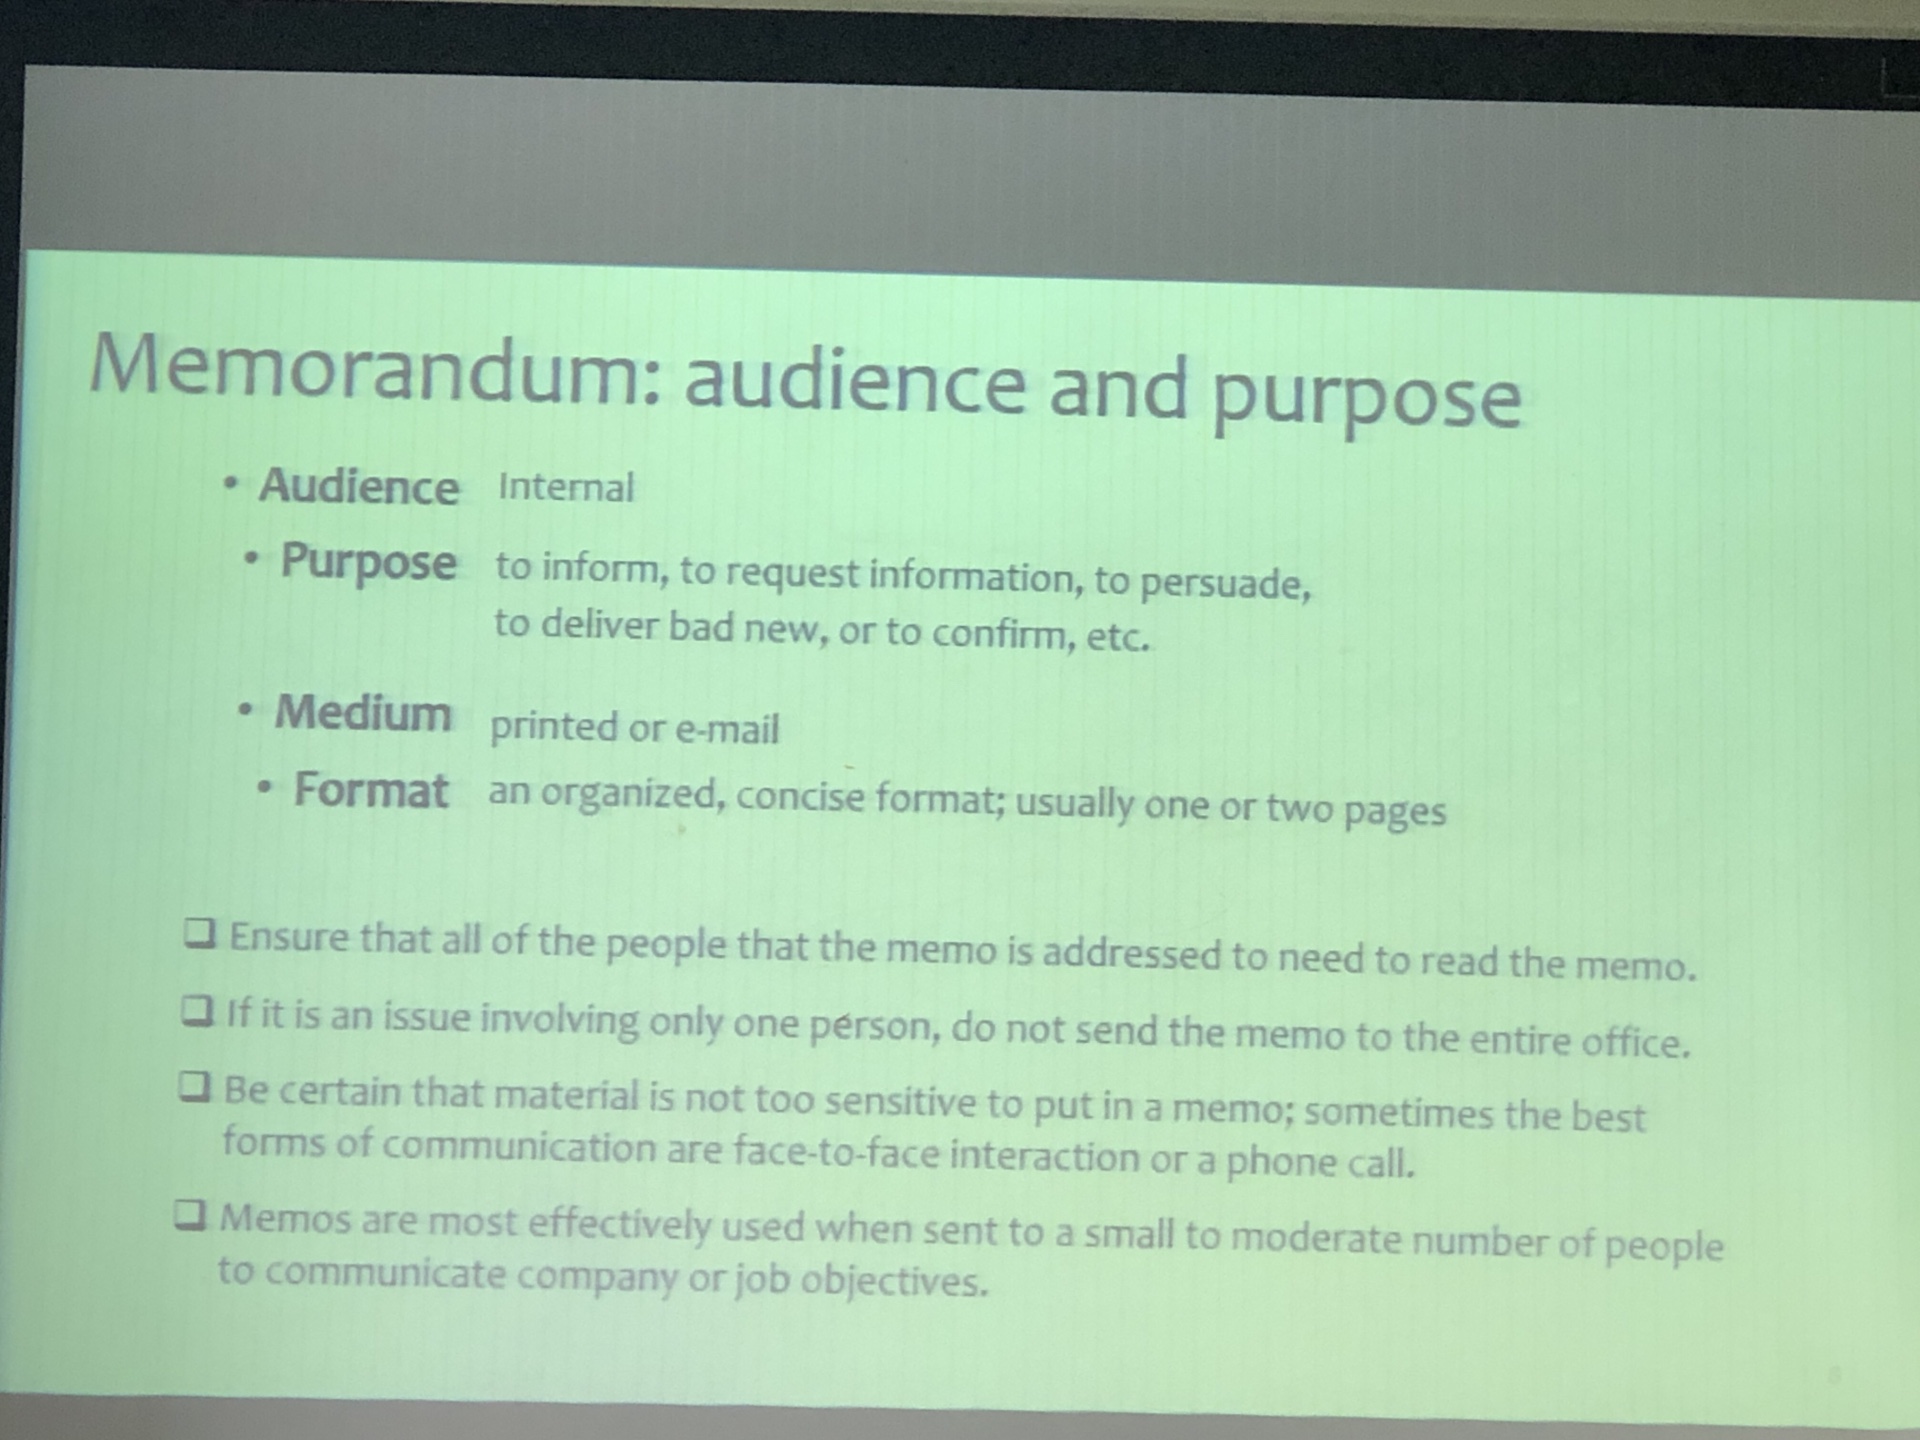 Memorandum: audience and purpose
• Audience Internal
• Purpose to inform, to request information, to persuade,
to deliver bad new, or to confirm, etc.
• Medium printed or e-mail
• Format an organized, concise format; usually one or two pages
❑ Ensure that all of the people that the memo is addressed to need to read the memo.
❑ If it is an issue involving only one person, do not send the memo to the entire office.
❑ Be certain that material is not too sensitive to put in a memo; sometimes the best
forms of communication are face-to-face interaction or a phone call.
❑ Memos are most effectively used when sent to a small to moderate number of people
to communicate company or job objectives.